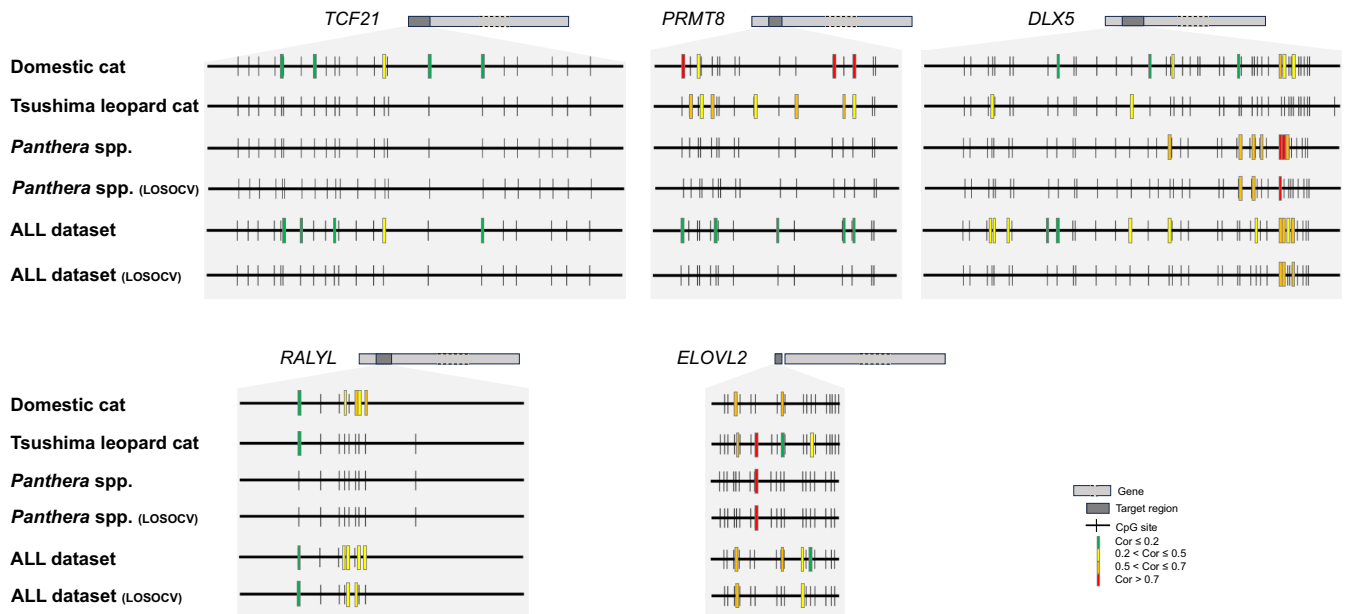 TCF21 PRMT8 DLX5
Domestic cat
Tsushima leopard cat
Panthera spp.
Panthera spp. (LOSOCV)
ALL dataset
ALL dataset (LOSOCV)
RALYL ELOVL2
Domestic cat
Tsushima leopard cat
Panthera spp.
Panthera spp. (LOSOCV)
ALL dataset
ALL dataset (LOSOCV)
Gene
Target region
CpG site
Cor ≤ 0.2
0.2 < Cor ≤ 0.5
0.5 < Cor ≤ 0.7
Cor > 0.7